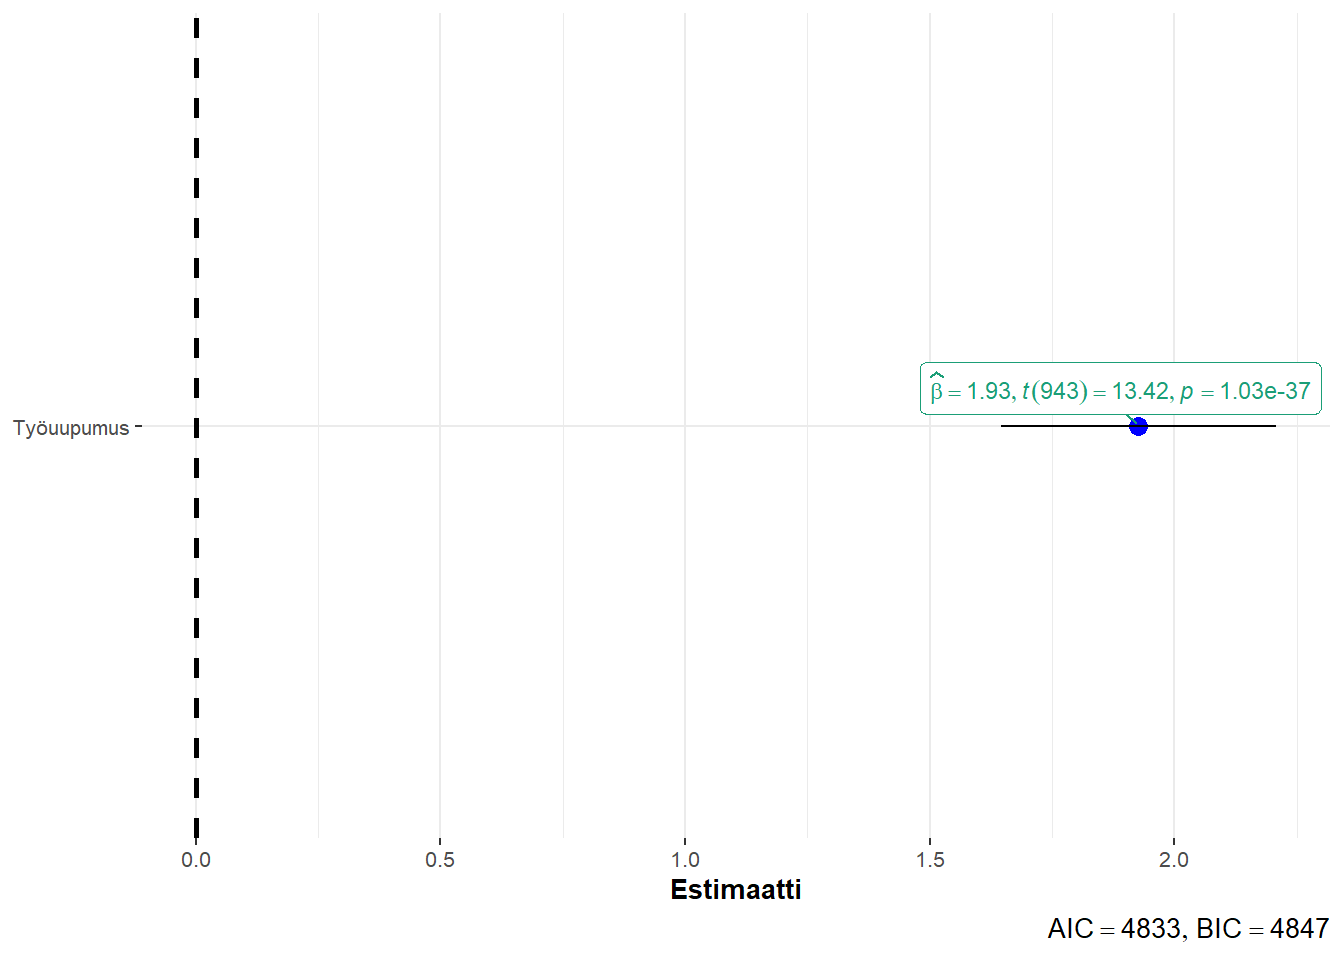 β̂ = 1.93, t(943) = 13.42, p = 1.03e-37
Työuupumus
0.0 0.5 1.0 1.5 2.0
Estimaatti
AIC = 4833, BIC = 4847